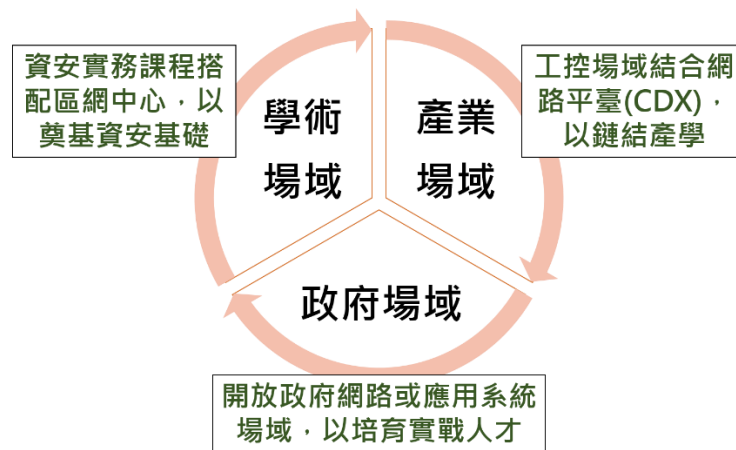 資安實務課程搭
配區網中心，以
奠基資安基礎
學術
場域
產業
場域
工控場域結合網
路平臺(CDX)，
以鏈結產學
政府場域
開放政府網路或應用系統
場域，以培育實戰人才